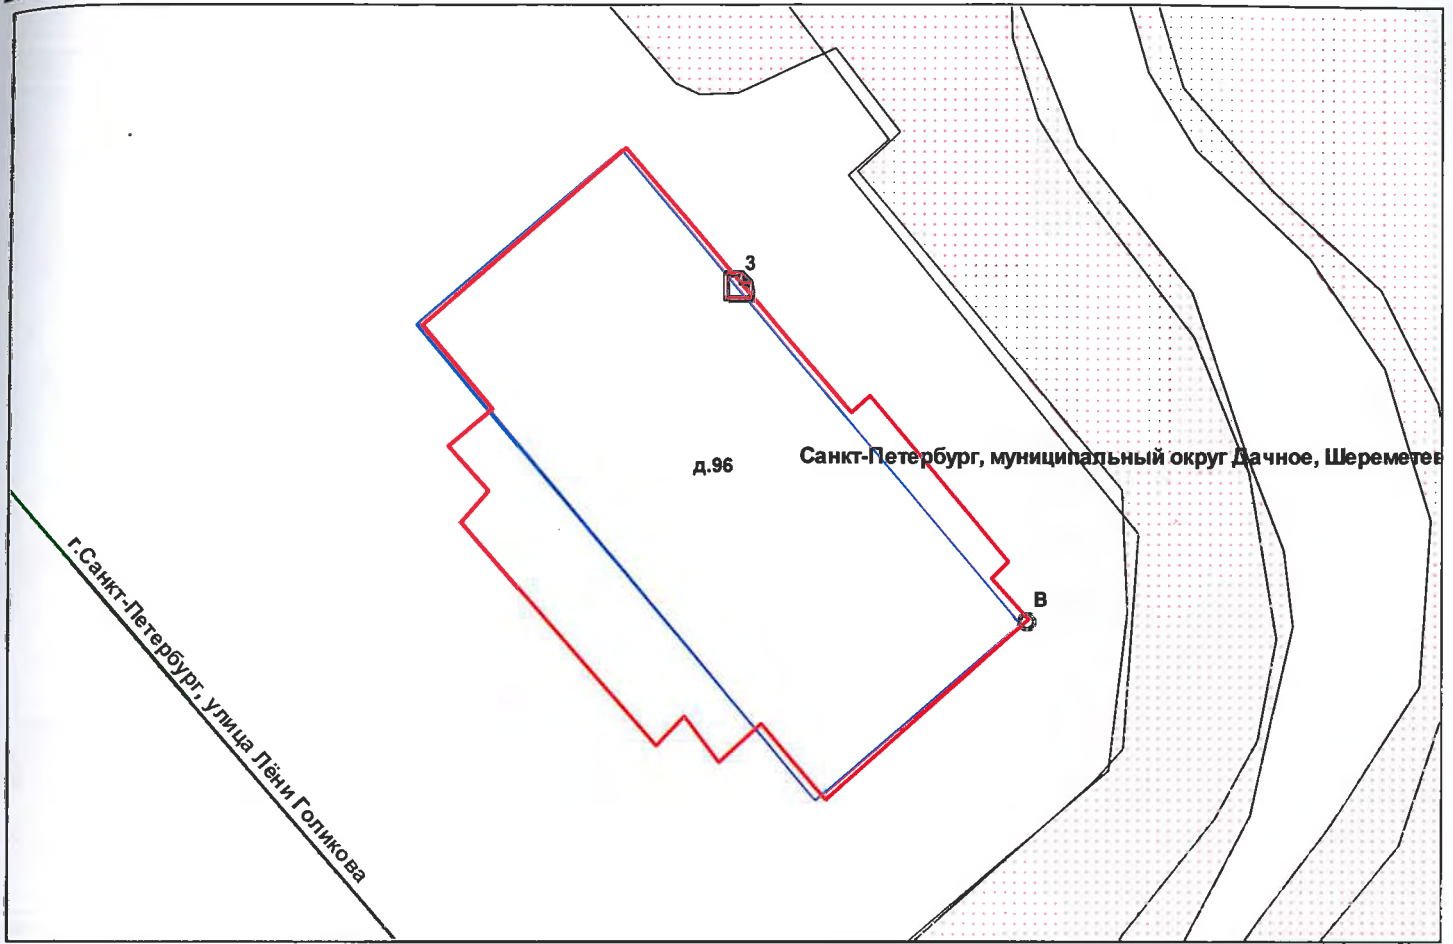 3
д.96
Санкт-Петербург, муниципальный округ Дачное, Шереметев
В
г.Санкт-Петербург, улица Лёни Голикова